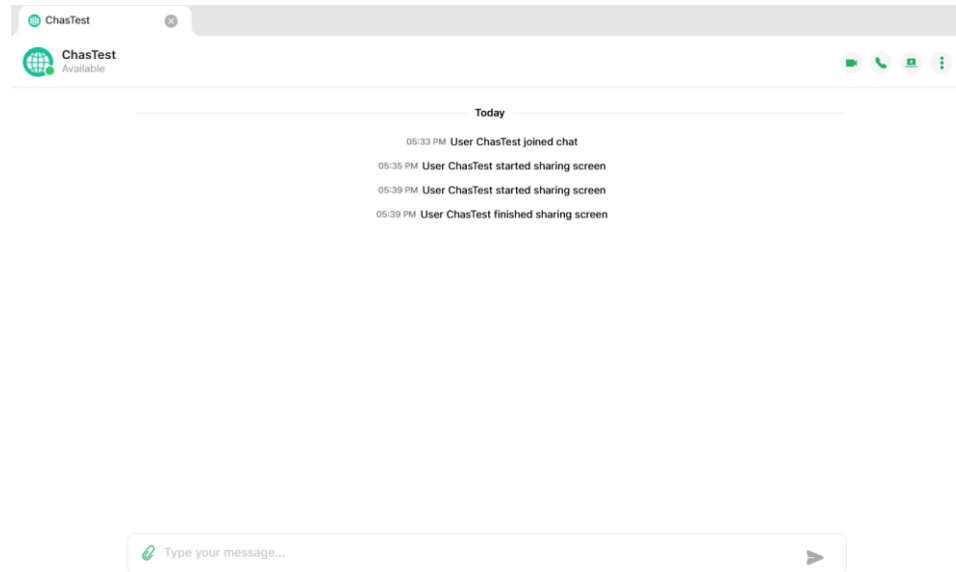 ChasTest
ChasTest
Available
Today
05:33 PM User ChasTest joined chat
05:35 PM User ChasTest started sharing screen
05:39 PM User ChasTest started sharing screen
05:39 PM User ChasTest finished sharing screen
Type your message...